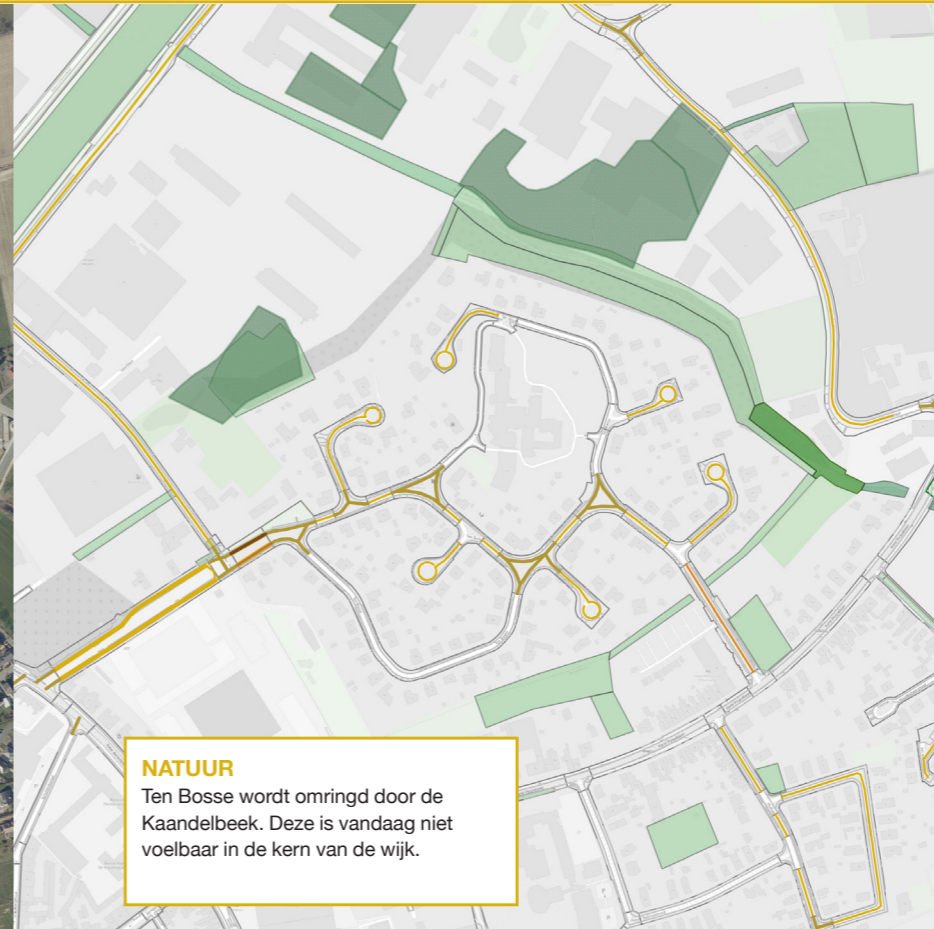 NATUUR
Ten Bosse wordt omringd door de
Kaandelbeek. Deze is vandaag niet
voelbaar in de kern van de wijk.